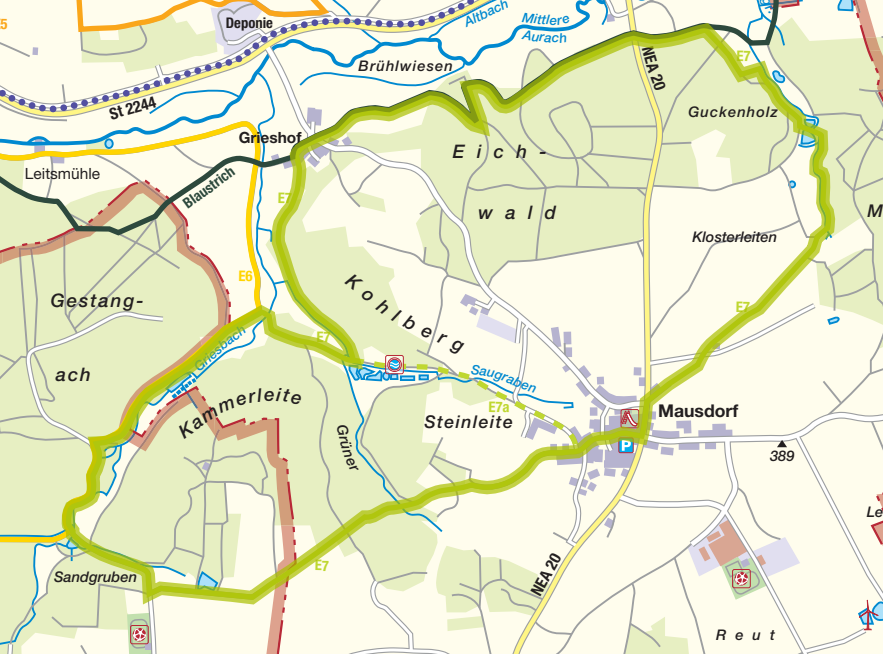 Deponie
Altbach
Mittlere
Aurach
5
Brühlwiesen
E7
NEA 20
St 2244
Guckenholz
Grieshof
Eich-
Leitsmühle
Blaustrich
E7
wald
M
Klosterleiten
E6
Kohlberg
Gestang-
E7
E7
Griesbach
ach
Saugraben
Kammerleite
E7a
Steinleite
Mausdorf
P
Grüner
389
Le
NEA 20
E7
Sandgruben
Reut